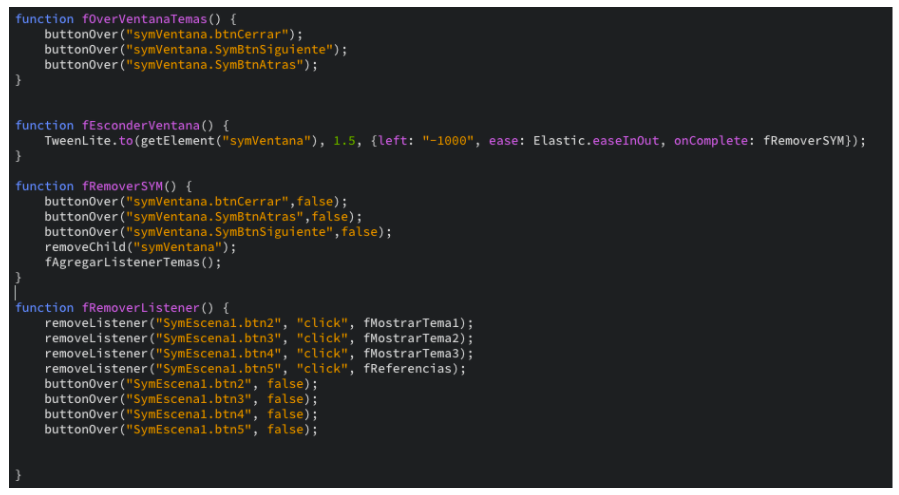 function fOverVentanaTemas() {
    buttonOver("symVentana.btnCerrar");
    buttonOver("symVentana.SymBtnSiguiente");
    buttonOver("symVentana.SymBtnAtras");
}
function fEsconderVentana() {
    TweenLite.to(getElement("symVentana"), 1.5, {left: "-1000", ease: Elastic.easeInOut, onComplete: fRemoverSYM});
}
function fRemoverSYM() {
    buttonOver("symVentana.btnCerrar",false);
    buttonOver("symVentana.SymBtnAtras",false);
    buttonOver("symVentana.SymBtnSiguiente",false);
    removeChild("symVentana");
    fAgregarListenerTemas();
}
function fRemoverListener() {
    removeListener("SymEscena1.btn2", "click", fMostrarTema1);
    removeListener("SymEscena1.btn3", "click", fMostrarTema2);
    removeListener("SymEscena1.btn4", "click", fMostrarTema3);
    removeListener("SymEscena1.btn5", "click", fReferencias);
    buttonOver("SymEscena1.btn2", false);
    buttonOver("SymEscena1.btn3", false);
    buttonOver("SymEscena1.btn4", false);
    buttonOver("SymEscena1.btn5", false);
}